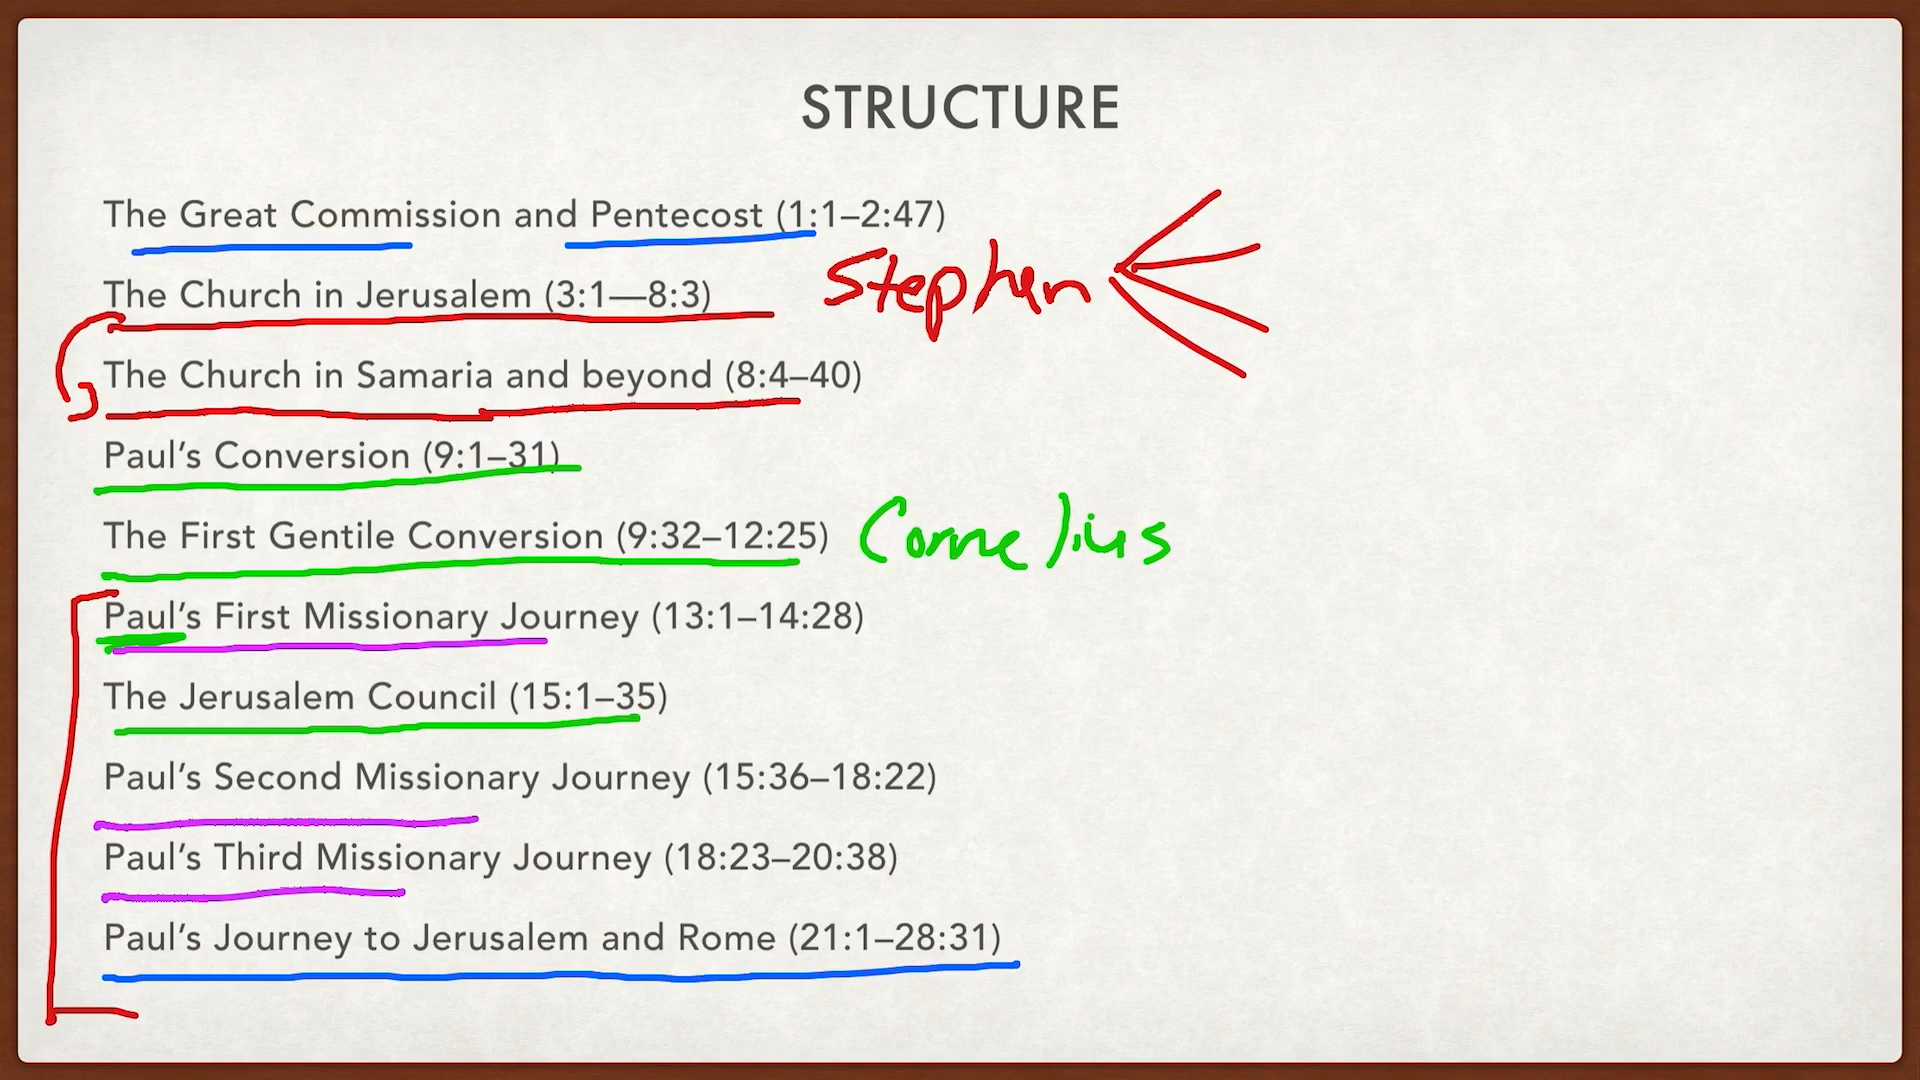 STRUCTURE
The Great Commission and Pentecost (1:1–2:47)
The Church in Jerusalem (3:1—8:3) Stephen
The Church in Samaria and beyond (8:4–40)
Paul’s Conversion (9:1–31)
The First Gentile Conversion (9:32–12:25) Cornelius
Paul’s First Missionary Journey (13:1–14:28)
The Jerusalem Council (15:1–35)
Paul’s Second Missionary Journey (15:36–18:22)
Paul’s Third Missionary Journey (18:23–20:38)
Paul’s Journey to Jerusalem and Rome (21:1–28:31)